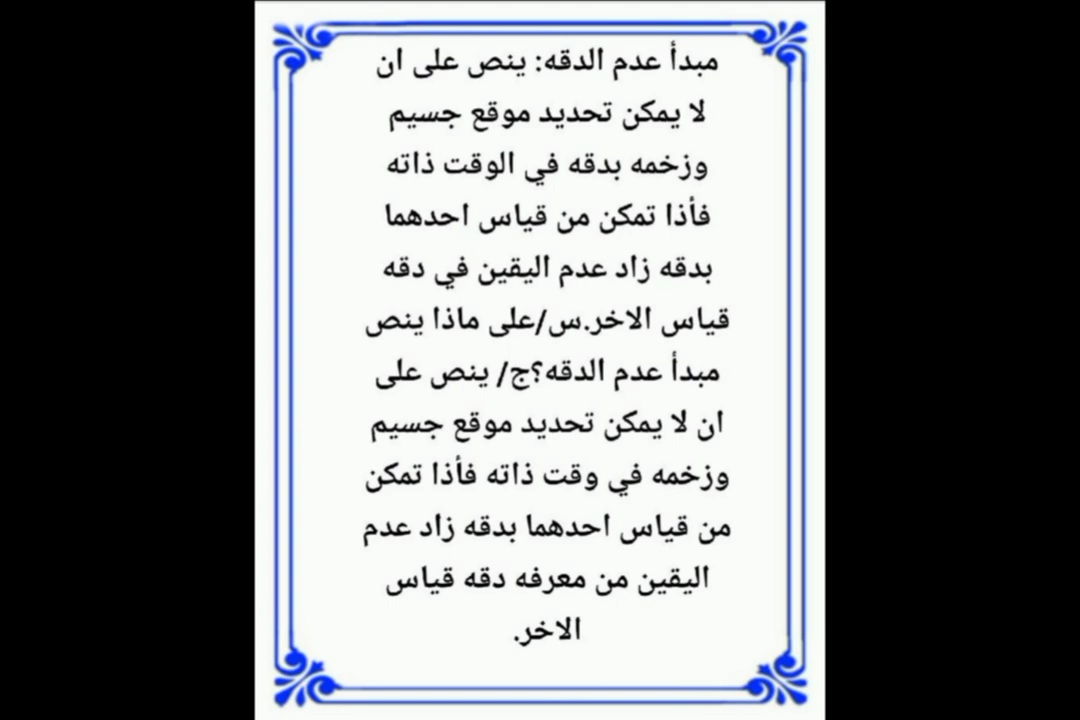 مبدأ عدم الدقه: ينص على ان
لا يمكن تحديد موقع جسيم
وزخمه بدقه في الوقت ذاته
فأذا تمكن من قياس احدهما
بدقه زاد عدم اليقين في دقه
قياس الاخر.س/على ماذا ينص
مبدأ عدم الدقه؟ج/ ينص على
ان لا يمكن تحديد موقع جسيم
وزخمه في وقت ذاته فأذا تمكن
من قياس احدهما بدقه زاد عدم
اليقين من معرفه دقه قياس
الاخر.